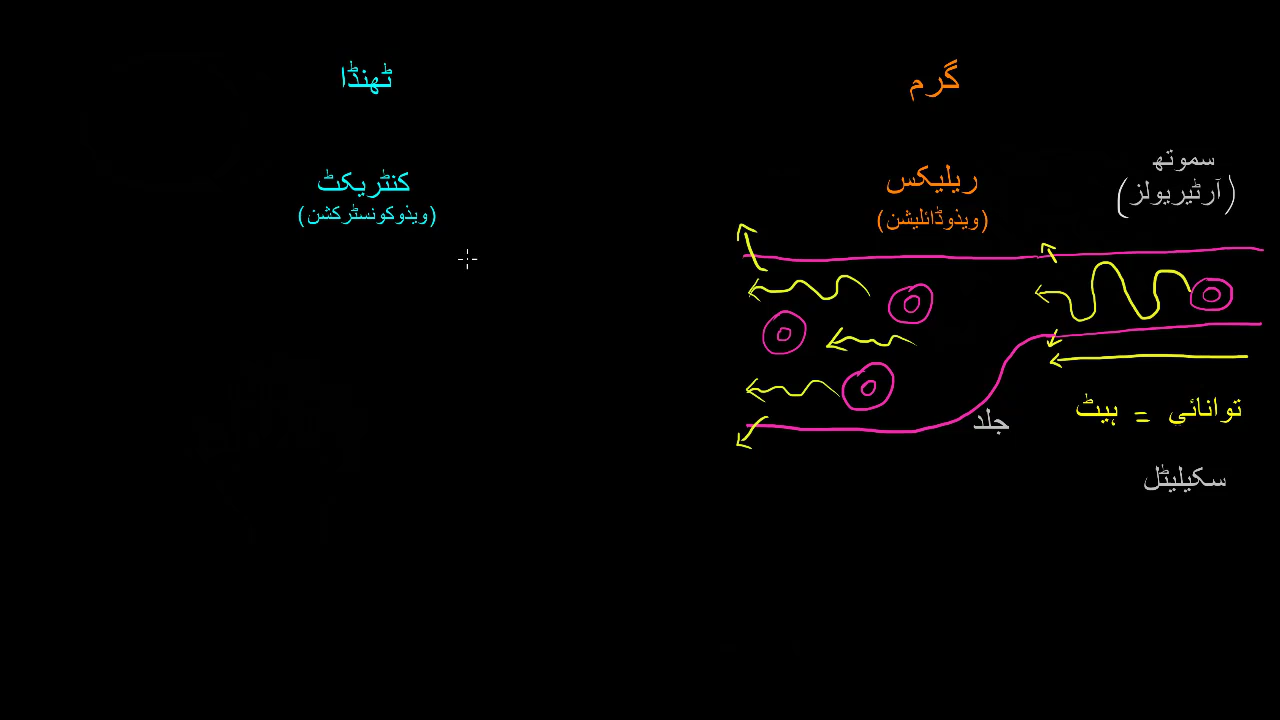 گرم
ٹھنڈا
سموتھ
(آرٹیریولز)
ریلیکس
(ویذوڈائلیشن)
کنٹریکٹ
(ویذوکونسٹرکشن)
توانائی = ہیٹ
جلد
سکیلیٹل